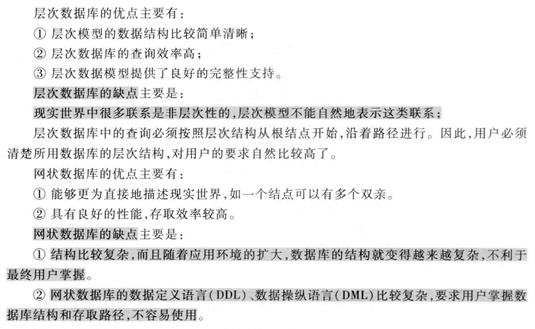 层次数据库的优点主要有:
① 层次模型的数据结构比较简单清晰;
② 层次数据库的查询效率高;
③ 层次数据模型提供了良好的完整性支持。
层次数据库的缺点主要是:
现实世界中很多联系是非层次性的,层次模型不能自然地表示这类联系;
层次数据库中的查询必须按照层次结构从根结点开始,沿着路径进行。因此,用户必须
清楚所用数据库的层次结构,对用户的要求自然比较高了。
网状数据库的优点主要有:
① 能够更为直接地描述现实世界,如一个结点可以有多个双亲。
② 具有良好的性能,存取效率较高。
网状数据库的缺点主要是:
① 结构比较复杂,而且随着应用环境的扩大,数据库的结构就变得越来越复杂,不利于
最终用户掌握。
② 网状数据库的数据定义语言(DDL)、数据操纵语言(DML)比较复杂,要求用户掌握数
据库结构和存取路径,不容易使用。